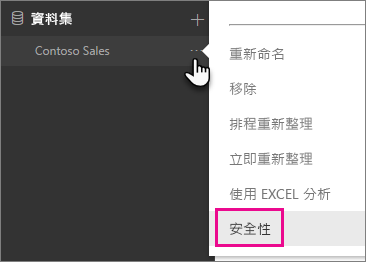 資料集
Contoso Sales
重新命名
移除
排程重新整理
立即重新整理
使用 EXCEL 分析
安全性